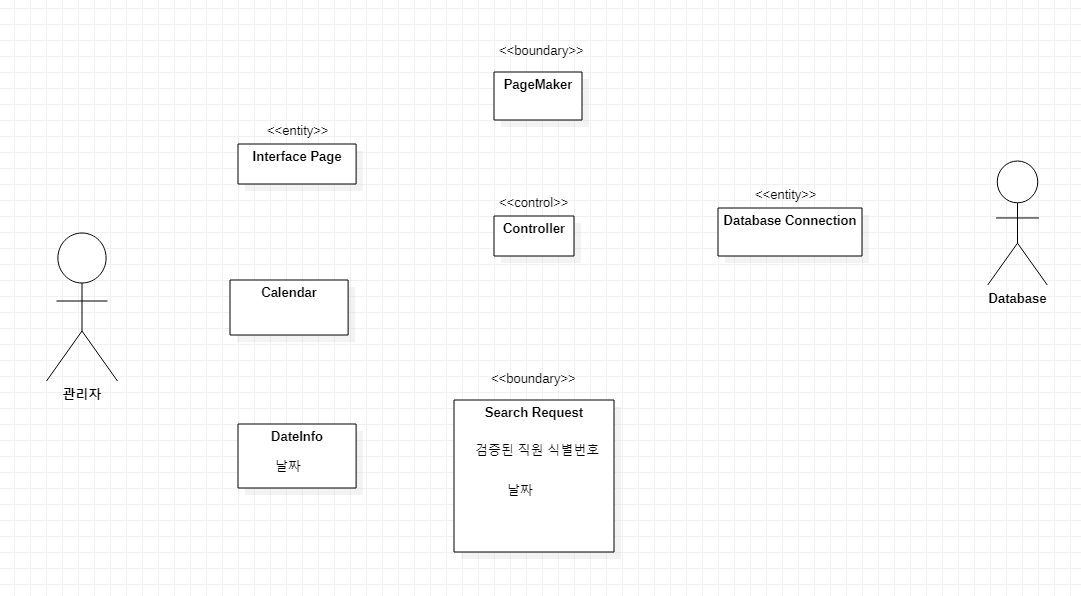 <<boundary>>
PageMaker
<<entity>>
Interface Page
<<control>>
Controller
<<entity>>
Database Connection
Database
Calendar
관리자
<<boundary>>
Search Request
검증된 직원 식별번호
날짜
DateInfo
날짜